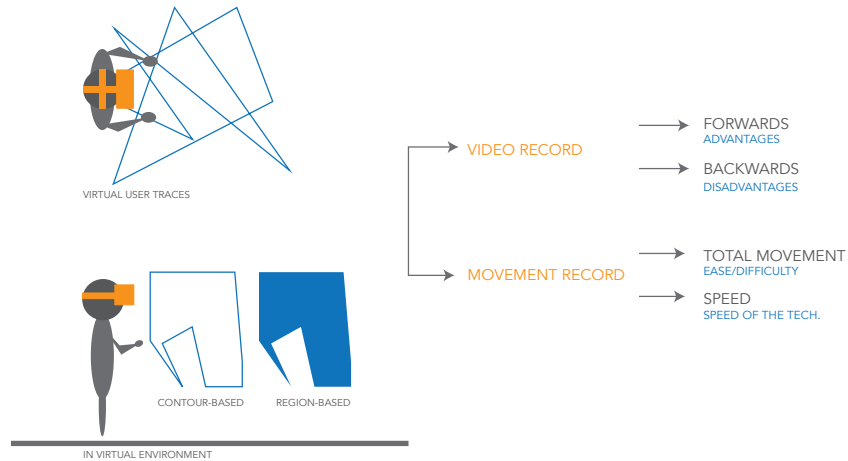 VIRTUAL USER TRACES
CONTOUR-BASED
REGION-BASED
IN VIRTUAL ENVIRONMENT
VIDEO RECORD
FORWARDS
ADVANTAGES
BACKWARDS
DISADVANTAGES
MOVEMENT RECORD
TOTAL MOVEMENT
EASE/DIFFICULTY
SPEED
SPEED OF THE TECH.